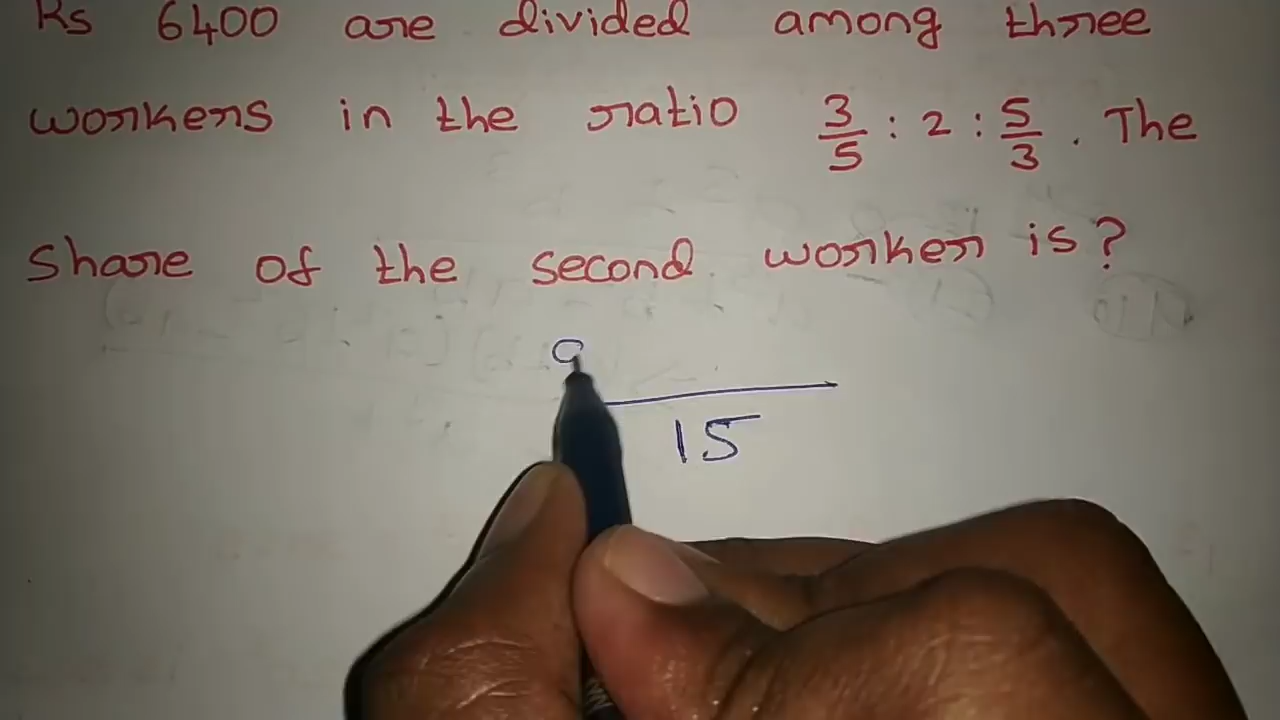 Rs 6400 are divided among three
workers in the ratio 3/5 : 2 : 5/3 . The
share of the second worker is?
9
15